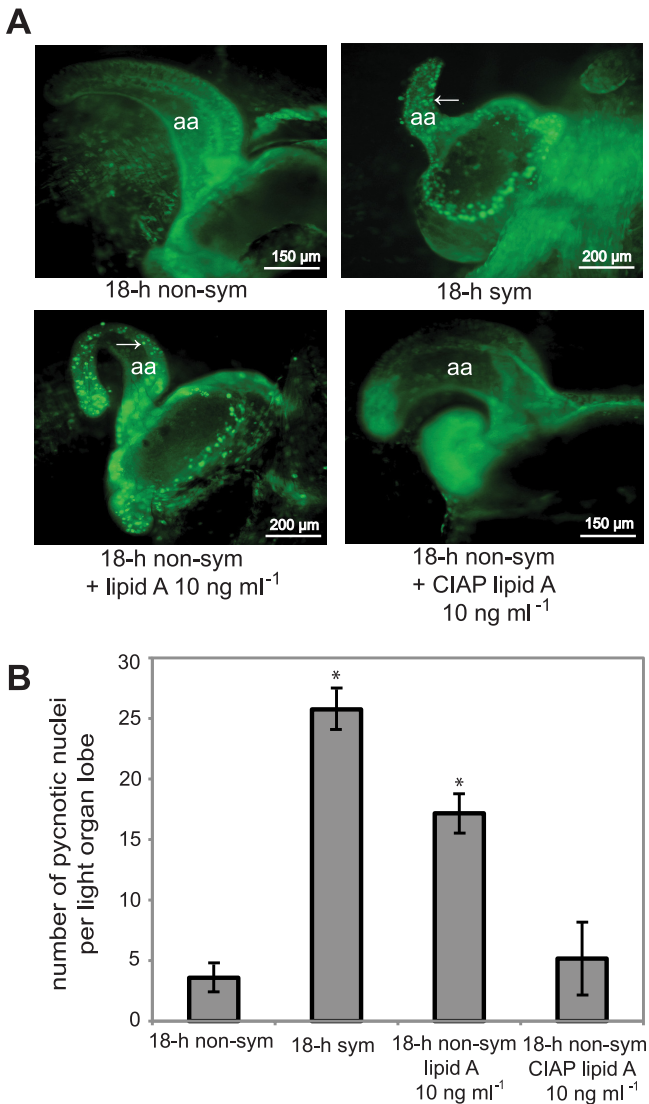 A
aa
150 µm
18-h non-sym
aa
200 µm
18-h sym
aa
200 µm
18-h non-sym
+ lipid A 10 ng ml⁻¹
aa
150 µm
18-h non-sym
+ CIAP lipid A
10 ng ml⁻¹
B
number of pycnotic nuclei
per light organ lobe
30
25
20
15
10
5
0
*
*
18-h non-sym
18-h sym
18-h non-sym
lipid A
10 ng ml⁻¹
18-h non-sym
CIAP lipid A
10 ng ml⁻¹